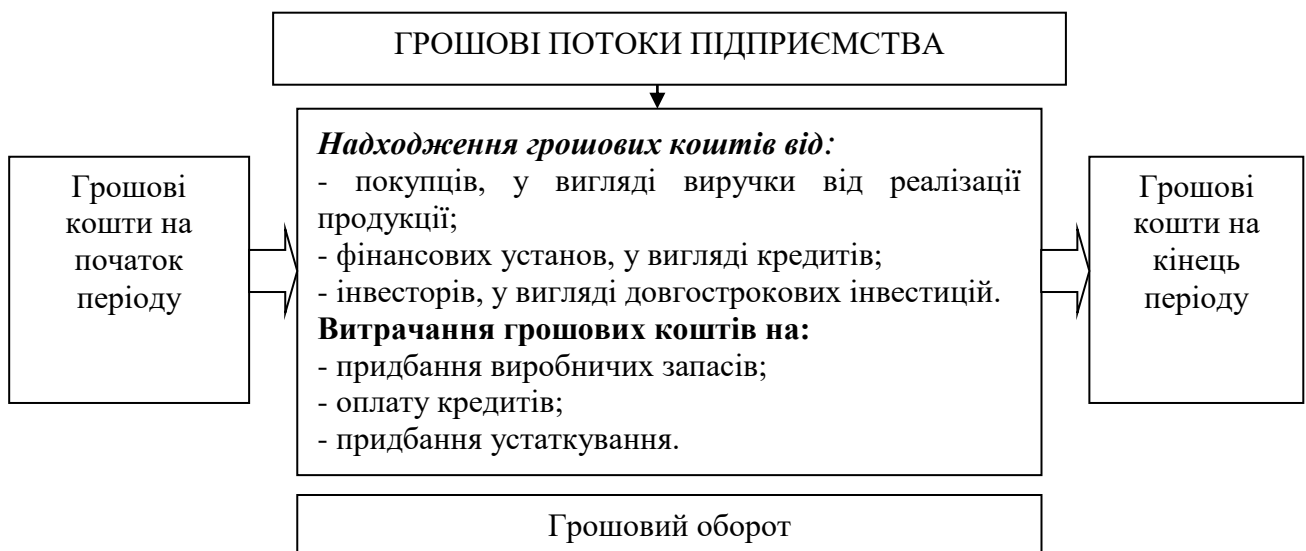 ГРОШОВІ ПОТОКИ ПІДПРИЄМСТВА
Грошові
кошти на
початок
періоду
Надходження грошових коштів від:
- покупців, у вигляді виручки від реалізації
продукції;
- фінансових установ, у вигляді кредитів;
- інвесторів, у вигляді довгострокових інвестицій.
Витрачання грошових коштів на:
- придбання виробничих запасів;
- оплату кредитів;
- придбання устаткування.
Грошові
кошти на
кінець
періоду
Грошовий оборот